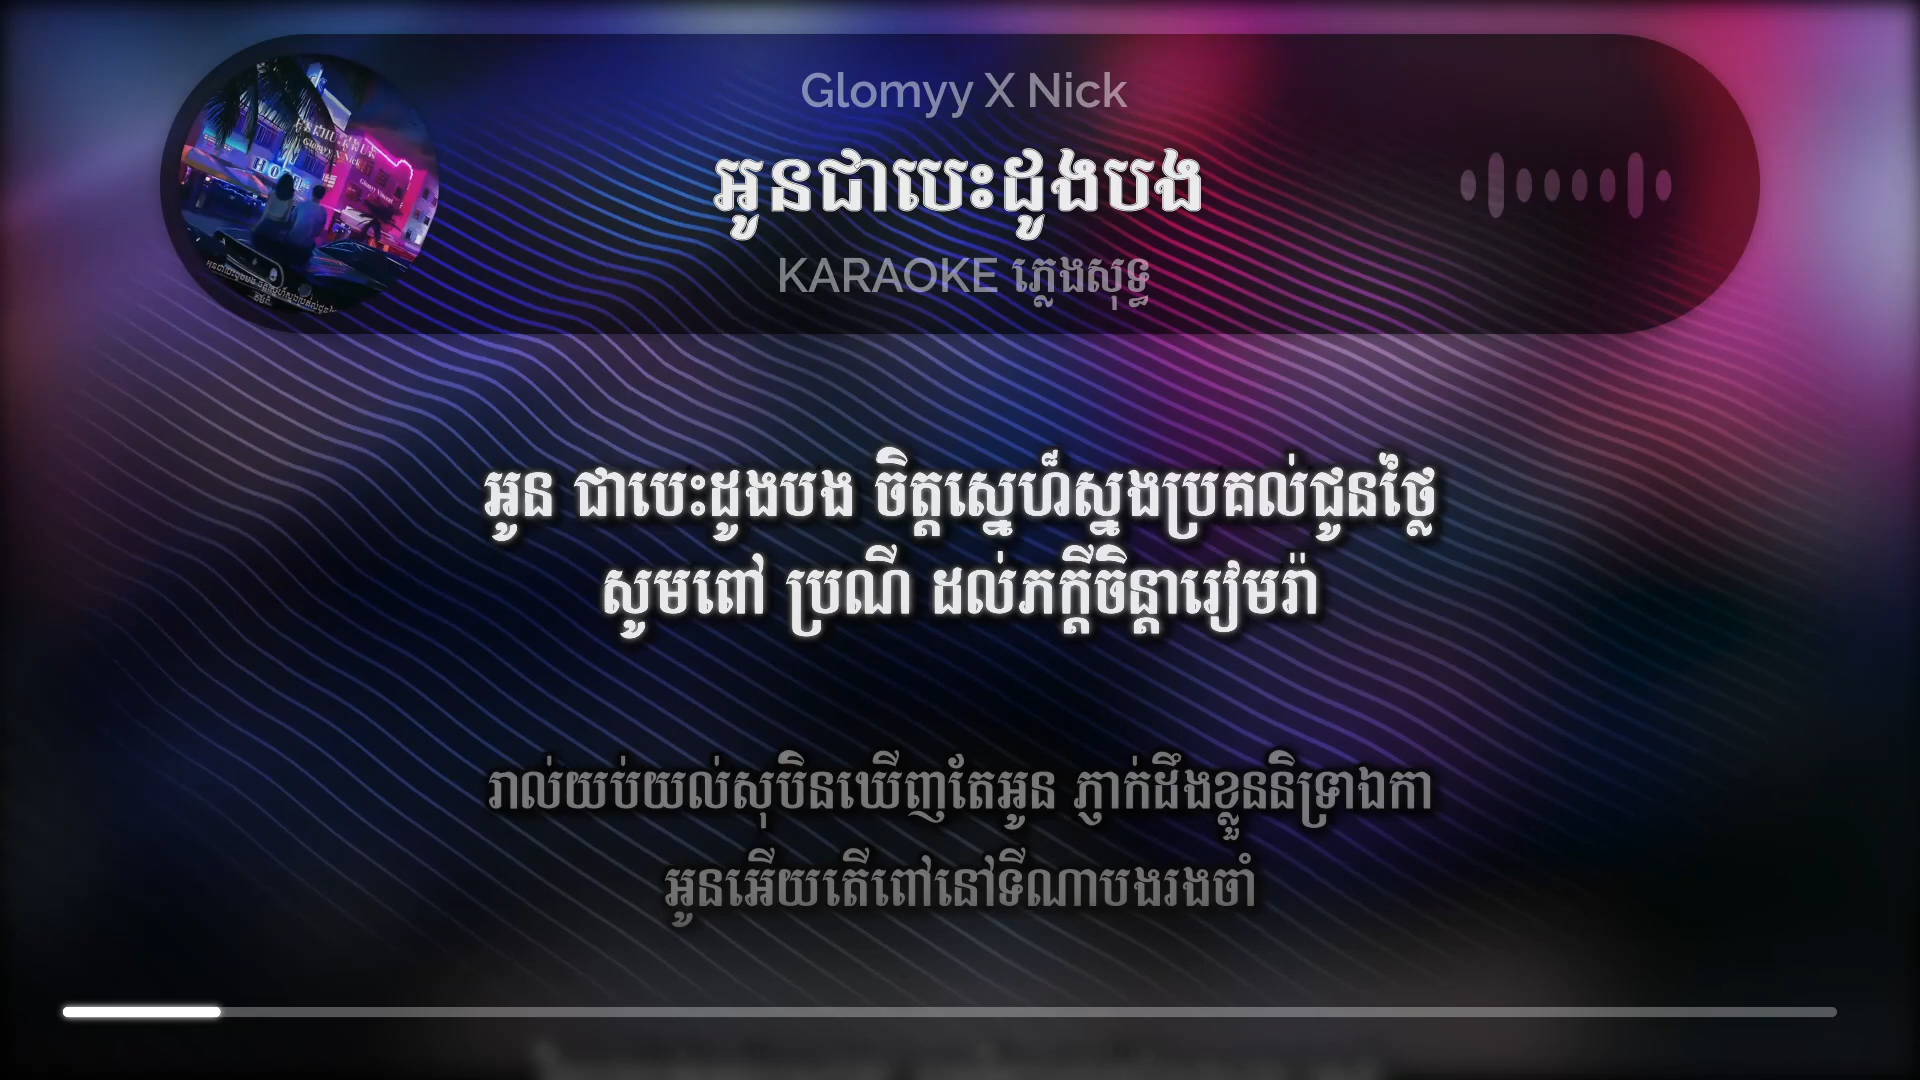 Glomyy X Nick
អូនជាបេះដូងបង
KARAOKE ភ្លេងសុទ្ធ
Glomyy X Nick
អូន ជាបេះដូងបង ចិត្តស្នេហ៏ស្នងប្រគល់ជូនថ្លៃ
សូមពៅ ប្រណី ដល់ភក្ដីចិន្ដារៀមរ៉ា
រាល់យប់យល់សុបិនឃើញតែអូន ភ្ញាក់ដឹងខ្លួននិទ្រាឯកា
អូនអើយតើពៅនៅទីណាបងរងចាំ